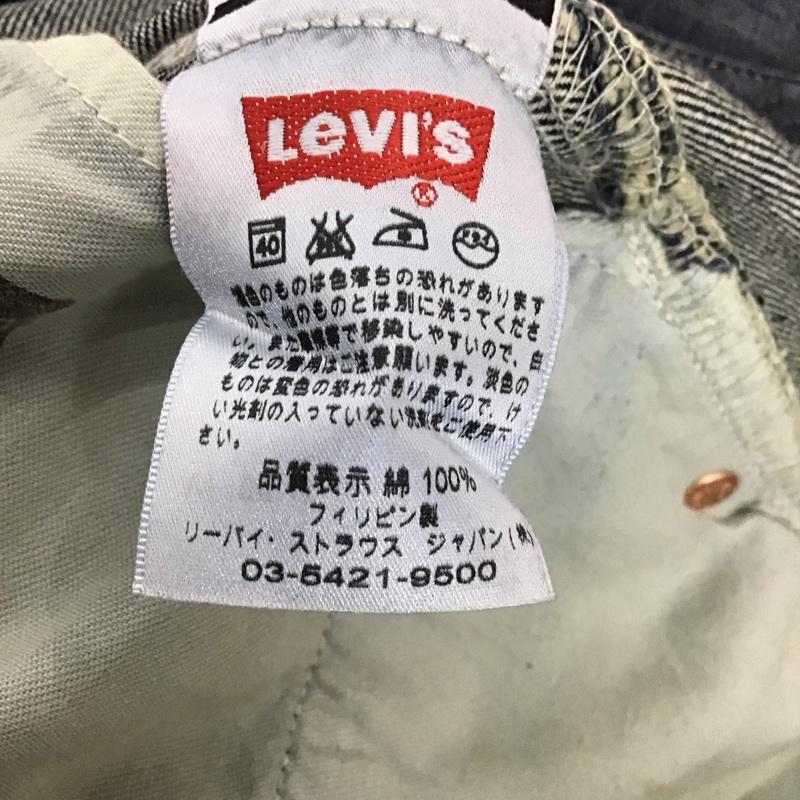 Levi's
®
40
濃色のものは色落ちの恐れがあります
ので、他のものとは別に洗ってくださ
い。また摩擦等で移染しやすいので、白
物との着用はご注意願います。淡色の
ものは変色の恐れがありますので、け
い光剤の入っていない洗剤をご使用下
さい。
品質表示 綿 100%
フィリピン製
リーバイ・ストラウス ジャパン(株)
03-5421-9500